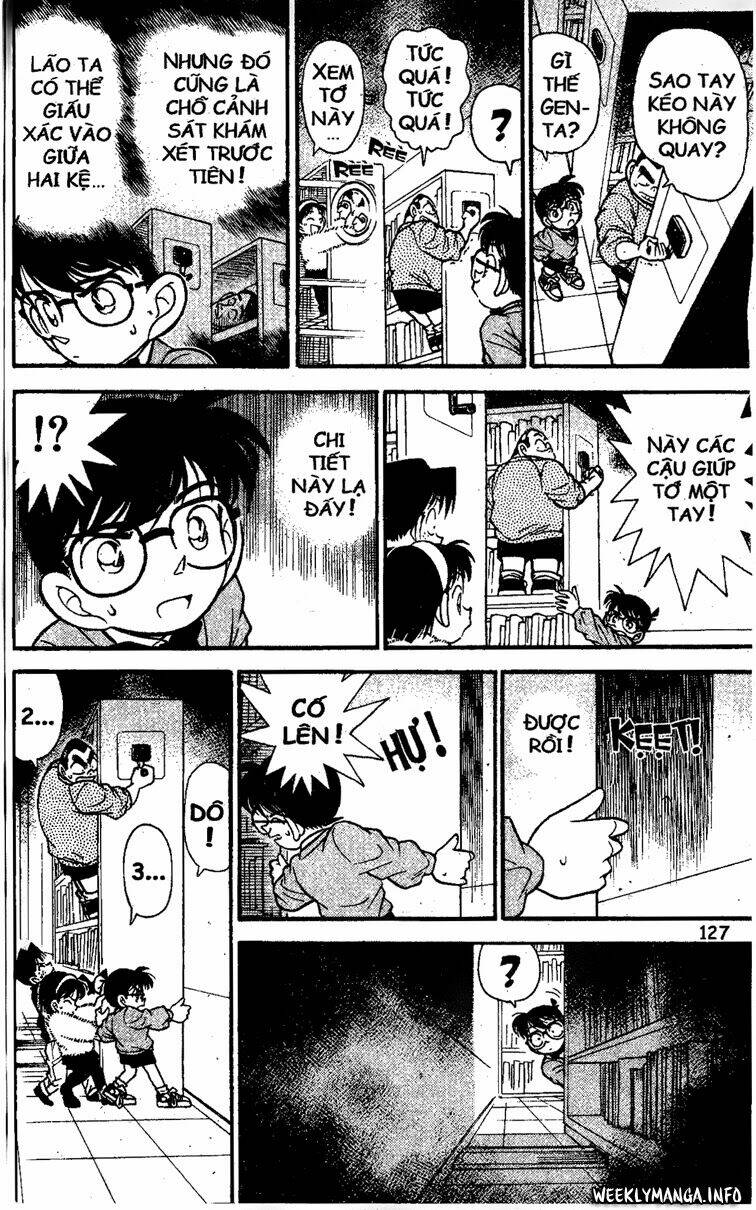 SAO TAY
KÉO NÀY
KHÔNG
QUAY?
GÌ
THẾ
GEN-
TA?
?
TỨC
QUÁ!
TỨC
QUÁ!
XEM
TỚ
NÀY
...
RÈÈ
RÈÈ
NHƯNG ĐÓ
CŨNG LÀ
CHỖ CẢNH
SÁT KHÁM
XÉT TRƯỚC
TIÊN!
LÃO TA
CÓ THỂ
GIẤU
XÁC VÀO
GIỮA
HAI KỆ...
NÀY CÁC
CẬU GIÚP
TỚ MỘT
TAY!
CHI
TIẾT
NÀY LẠ
ĐẤY!
!?
KẸẸT!
ĐƯỢC
RỒI!
CỐ
LÊN!
HỰ!
2...
3...
DÔ
!
127
?
WEEKLYMANGA.INFO